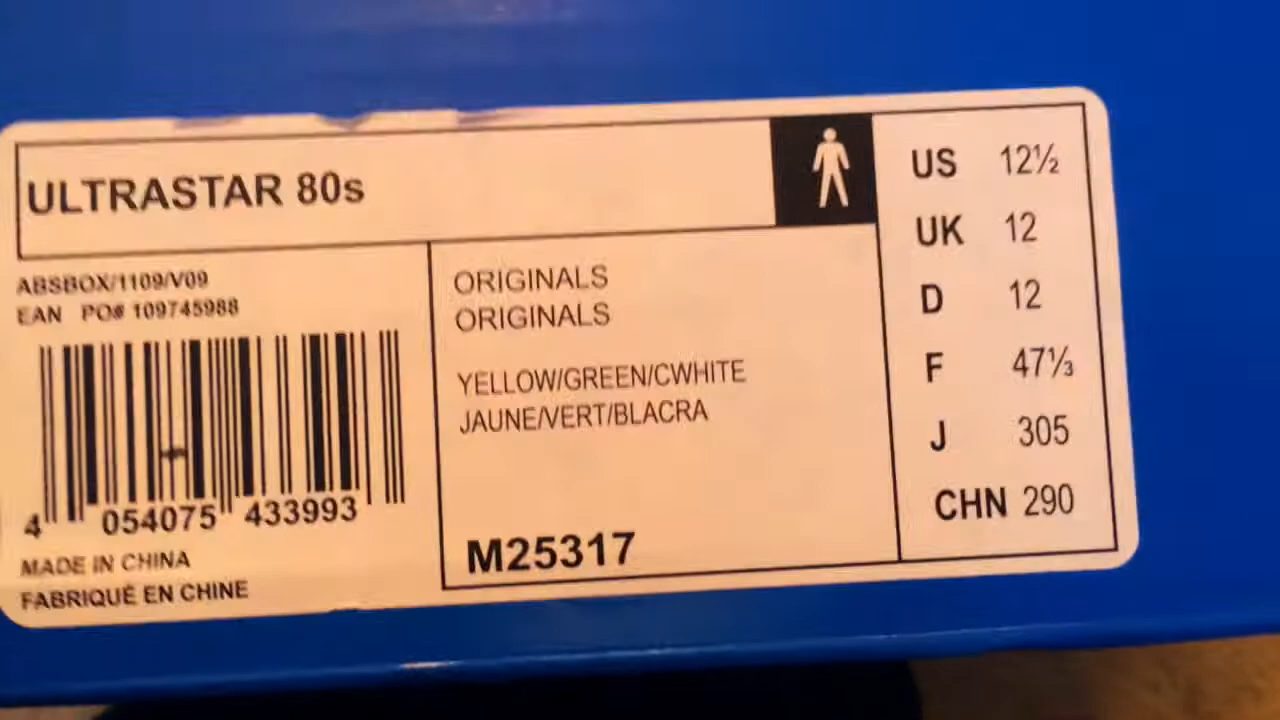 ULTRASTAR 80s
ABSBOX/1109/V09
EAN PO# 109745988
4 054075 433993
MADE IN CHINA
FABRIQUÉ EN CHINE
ORIGINALS
ORIGINALS
YELLOW/GREEN/CWHITE
JAUNE/VERT/BLACRA
M25317
US 12½
UK 12
D 12
F 47⅓
J 305
CHN 290